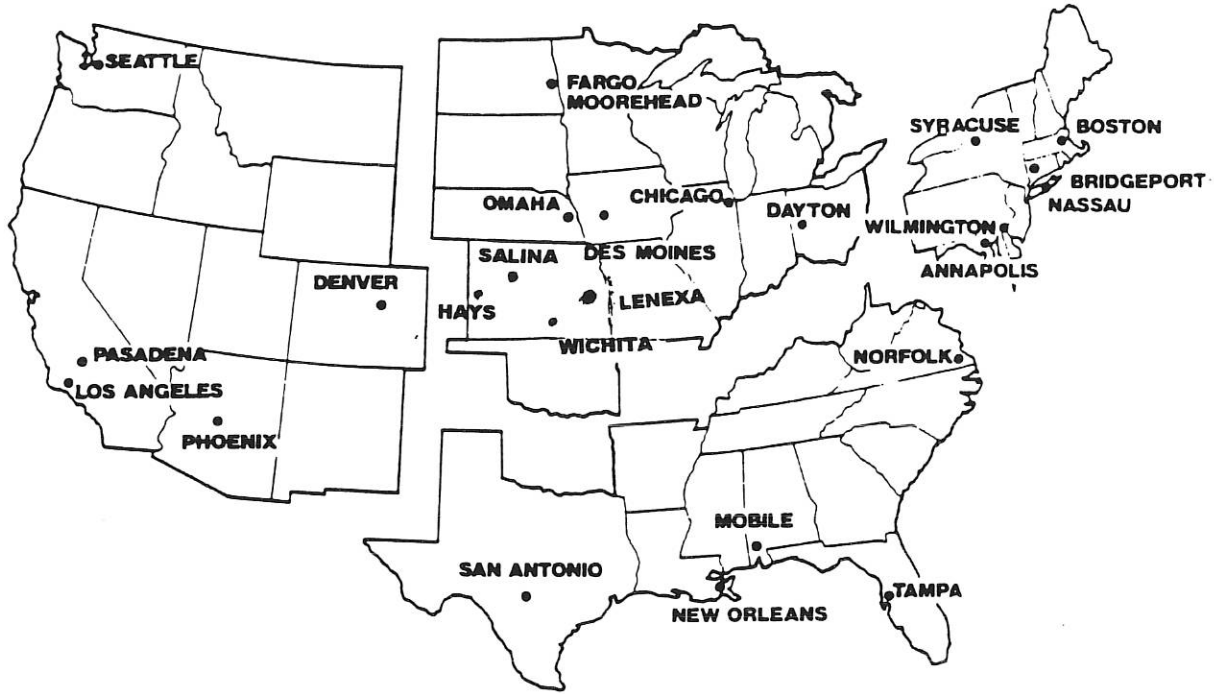 SEATTLE
FARGO
MOOREHEAD
SYRACUSE
BOSTON
BRIDGEPORT
NASSAU
OMAHA
CHICAGO
DAYTON
WILMINGTON
DES MOINES
ANNAPOLIS
SALINA
DENVER
HAYS
LENEXA
WICHITA
PASADENA
LOS ANGELES
NORFOLK
PHOENIX
MOBILE
SAN ANTONIO
TAMPA
NEW ORLEANS